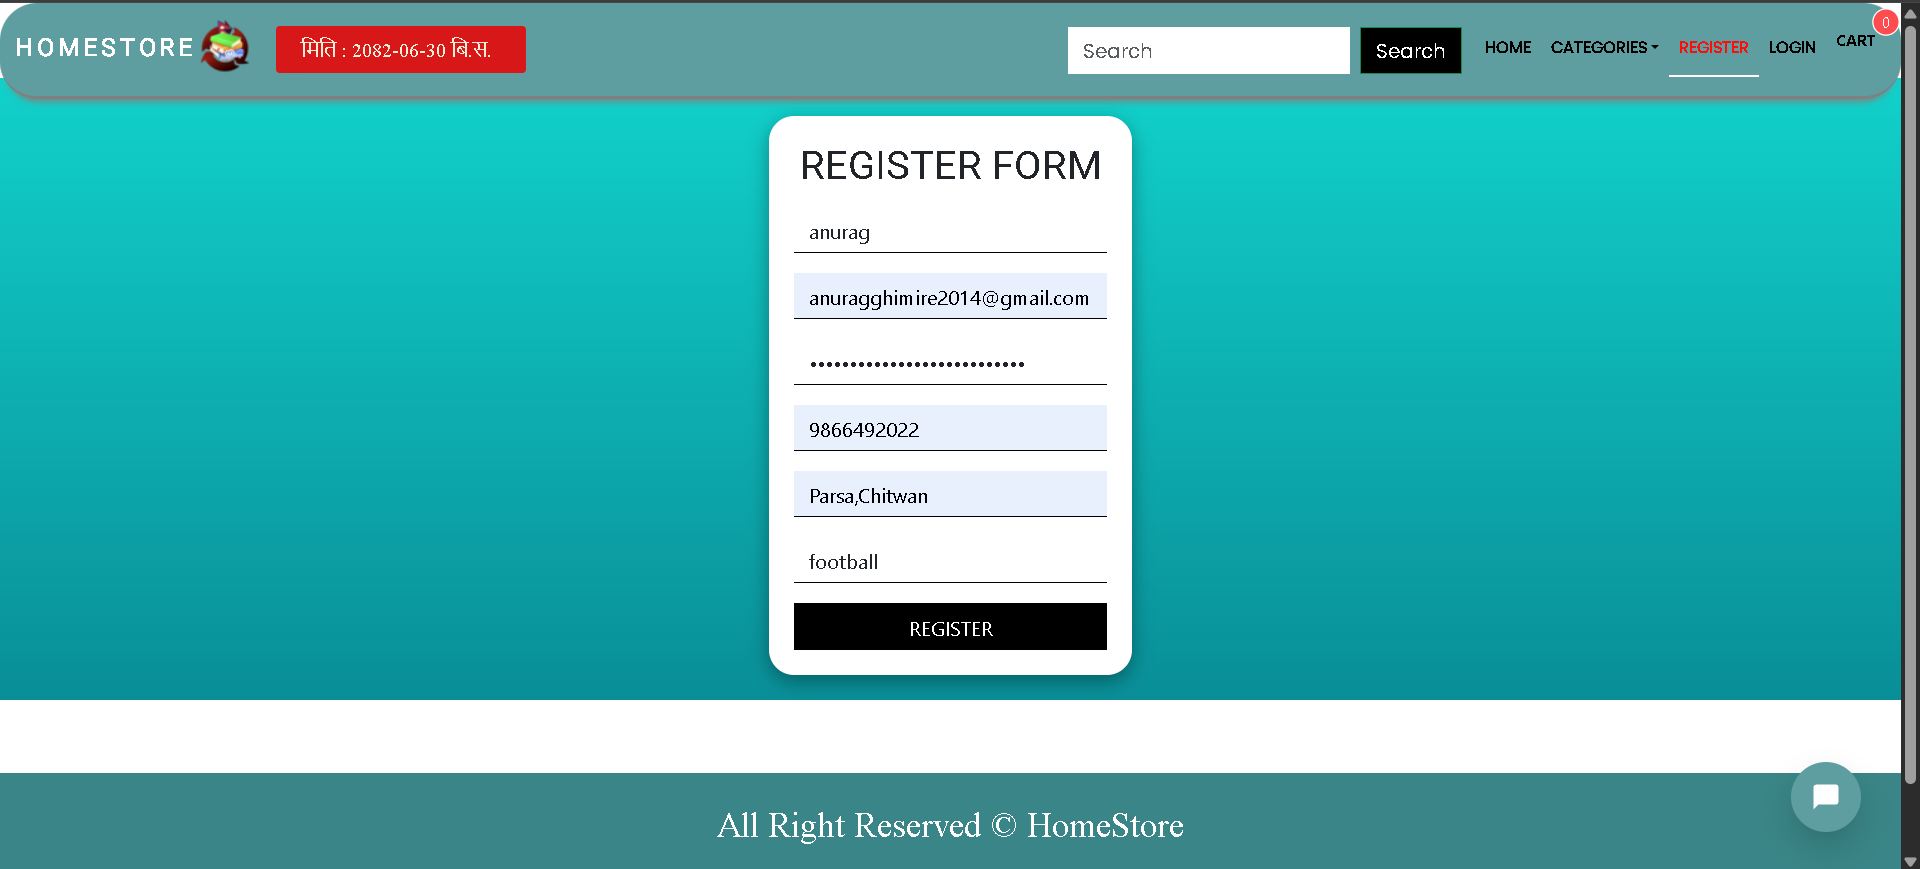 HOMESTORE
मिति : 2082-06-30 बि.स.
Search
Search
HOME
CATEGORIES
REGISTER
LOGIN
CART
0
REGISTER FORM
anurag
anuragghimire2014@gmail.com
9866492022
Parsa,Chitwan
football
REGISTER
All Right Reserved © HomeStore